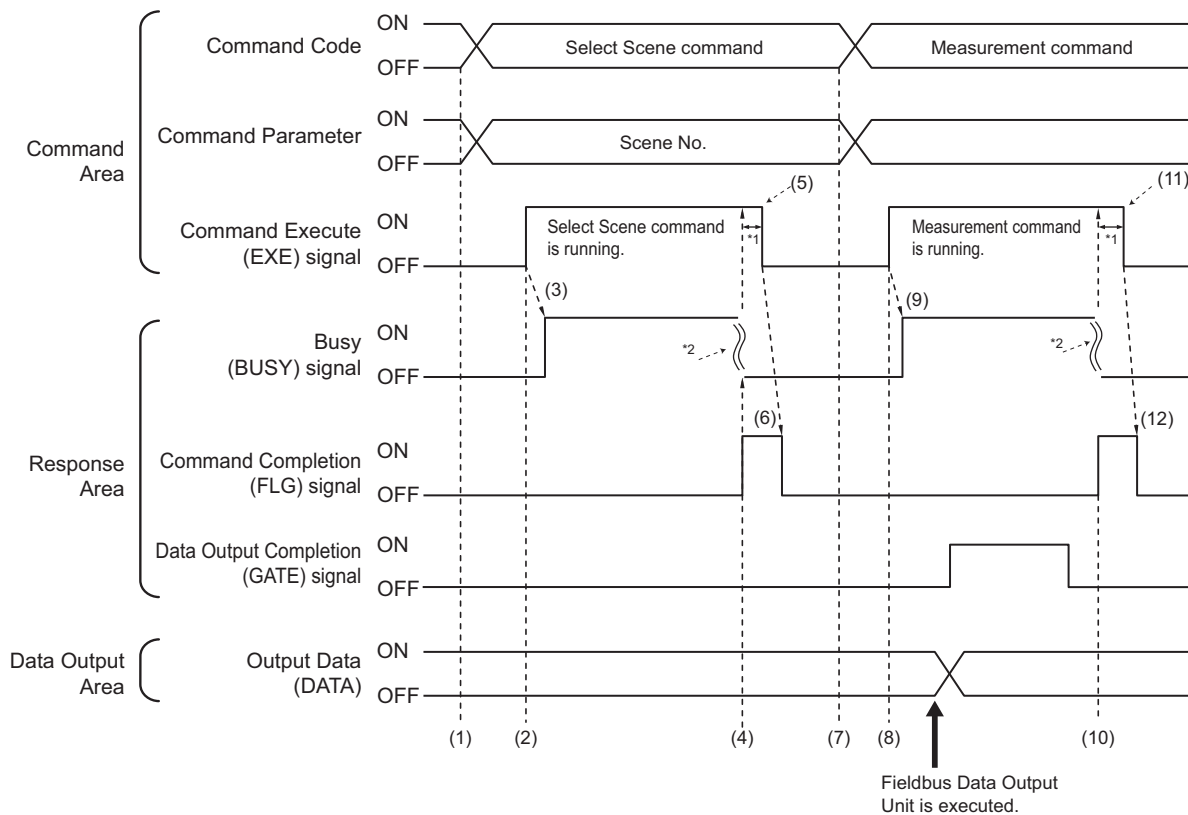 ON
Command Code
Select Scene command
Measurement command
OFF
ON
Command Parameter
Scene No.
OFF
Command
Area
(5)
(11)
ON
Command Execute
(EXE) signal
Select Scene command
is running.
*1
Measurement command
is running.
*1
OFF
(3)
(9)
Busy
(BUSY) signal
ON
*2
*2
OFF
(6)
(12)
Response
Area
ON
Command Completion
(FLG) signal
OFF
Data Output Completion
(GATE) signal
ON
OFF
Data Output
Area
ON
Output Data
(DATA)
OFF
(1)
(2)
(4)
(7)
(8)
(10)
Fieldbus Data Output
Unit is executed.